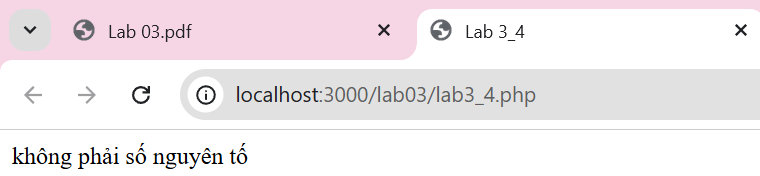 Lab 03.pdf
Lab 3_4
localhost:3000/lab03/lab3_4.php
không phải số nguyên tố